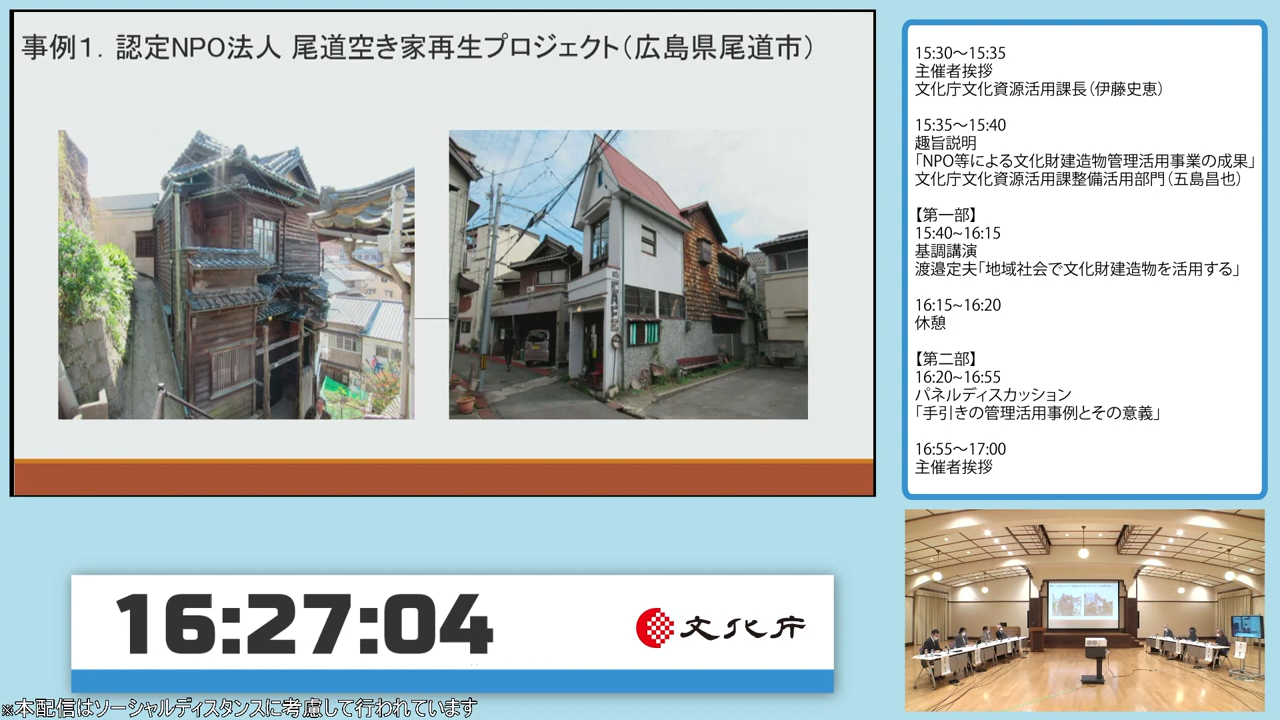 事例１．認定NPO法人 尾道空き家再生プロジェクト（広島県尾道市）
CAFE
15:30～15:35
主催者挨拶
文化庁文化資源活用課長（伊藤史恵）
15:35～15:40
趣旨説明
「NPO等による文化財建造物管理活用事業の成果」
文化庁文化資源活用課整備活用部門（五島昌也）
【第一部】
15:40~16:15
基調講演
渡邉定夫「地域社会で文化財建造物を活用する」
16:15~16:20
休憩
【第二部】
16:20~16:55
パネルディスカッション
「手引きの管理活用事例とその意義」
16:55～17:00
主催者挨拶
16:27:04
文化庁
※本配信はソーシャルディスタンスに考慮して行われています